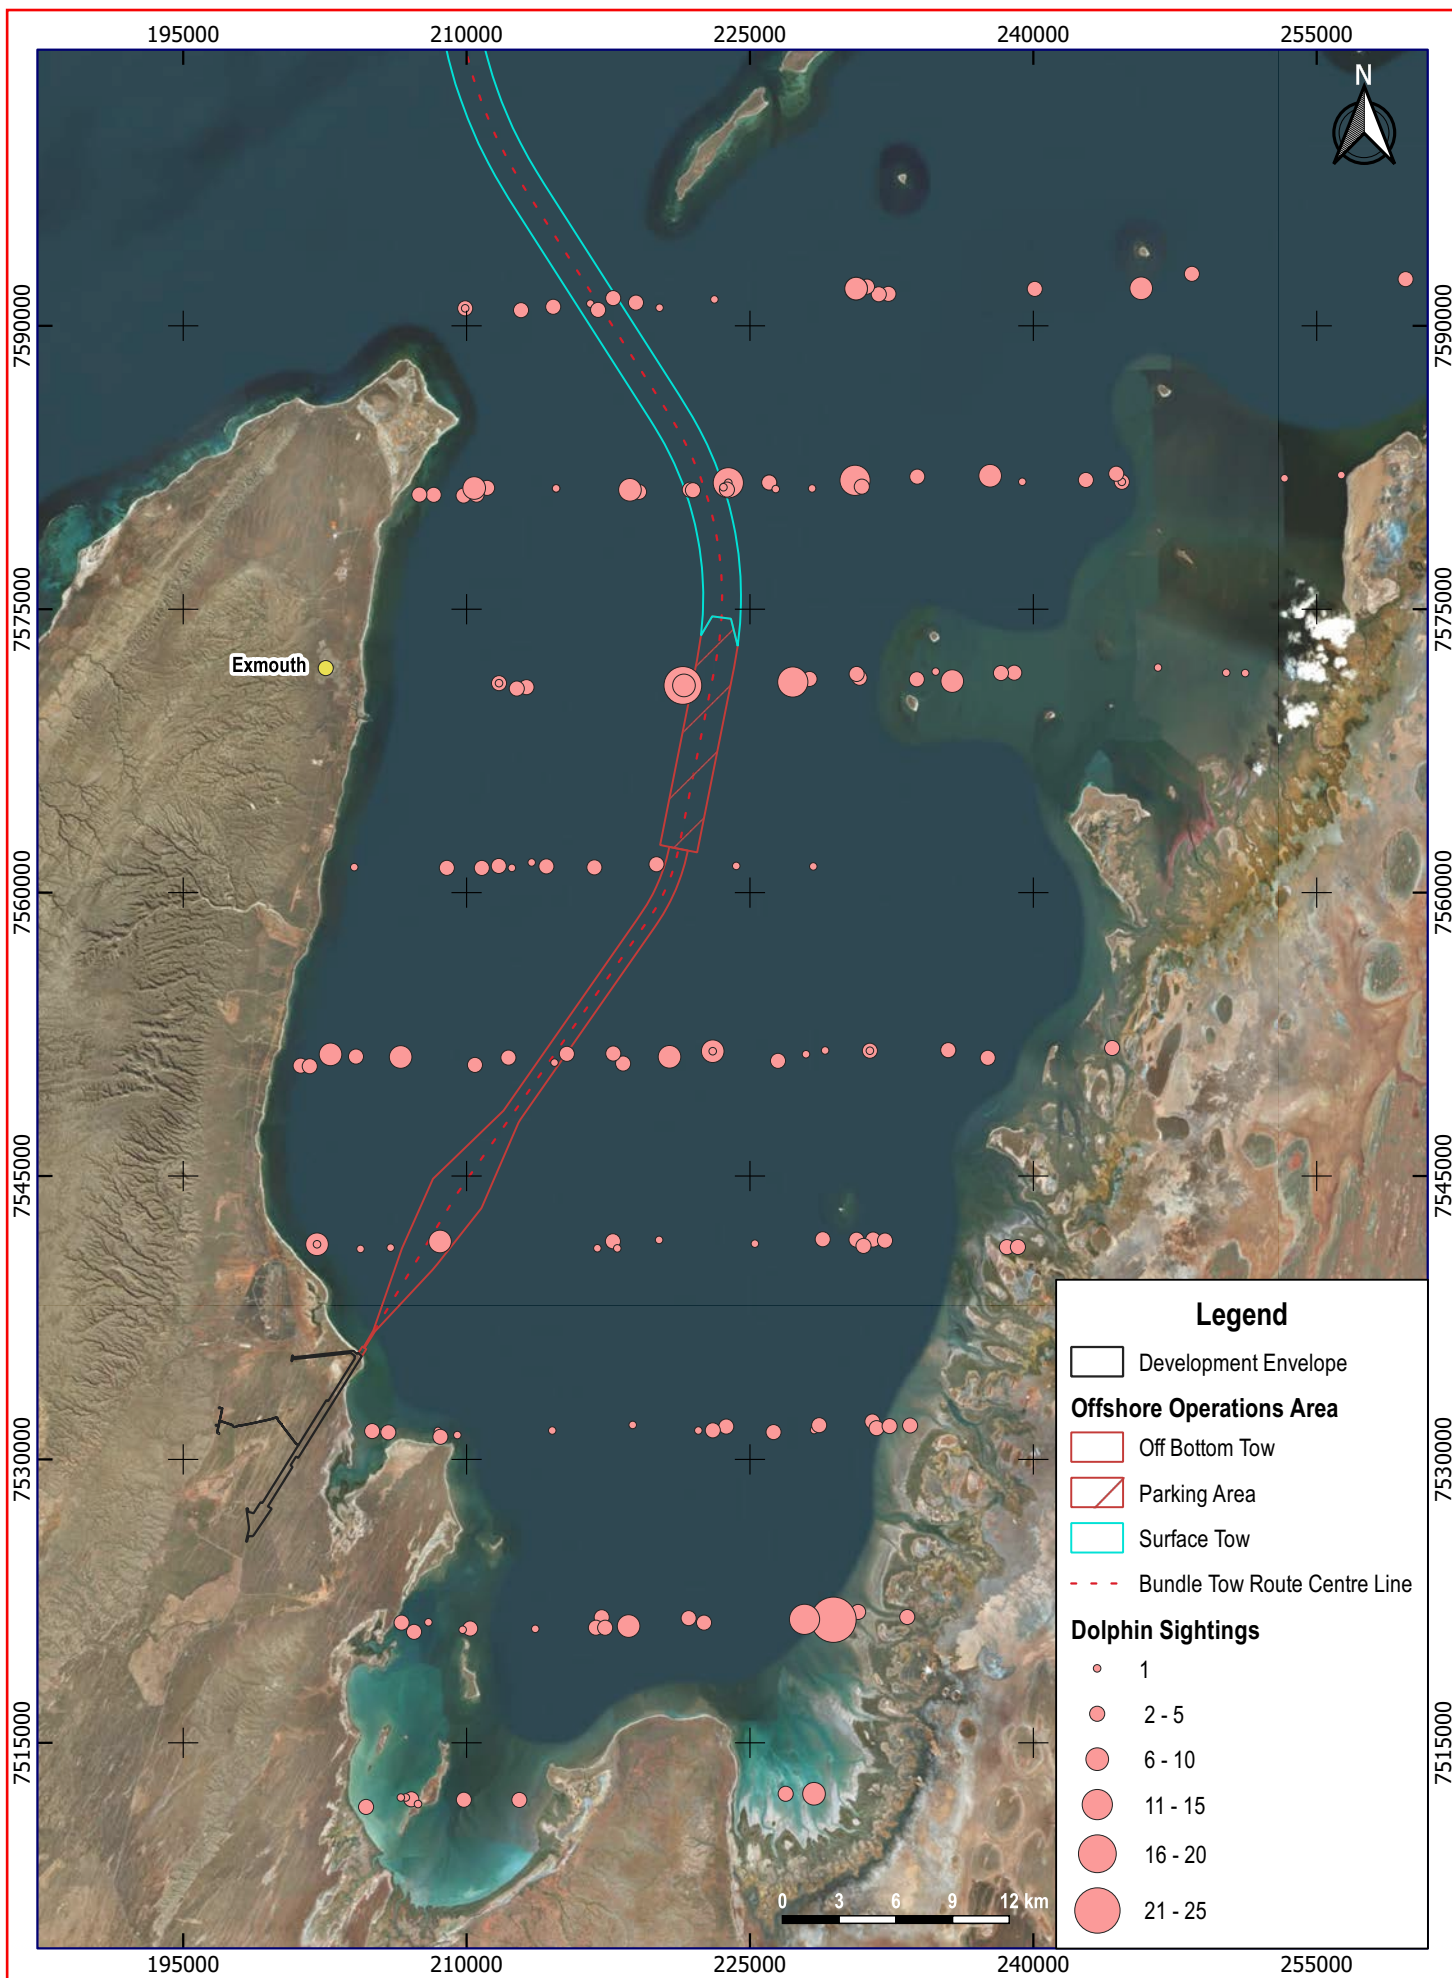 195000 210000 225000 240000 255000
N
7590000 7590000
7575000 7575000
Exmouth
7560000 7560000
7545000 7545000
Legend
Development Envelope
Offshore Operations Area
Off Bottom Tow
7530000 7530000
Parking Area
Surface Tow
Bundle Tow Route Centre Line
Dolphin Sightings
1
2 - 5
7515000 7515000
6 - 10
11 - 15
16 - 20
0 3 6 9 12 km
21 - 25
195000 210000 225000 240000 255000